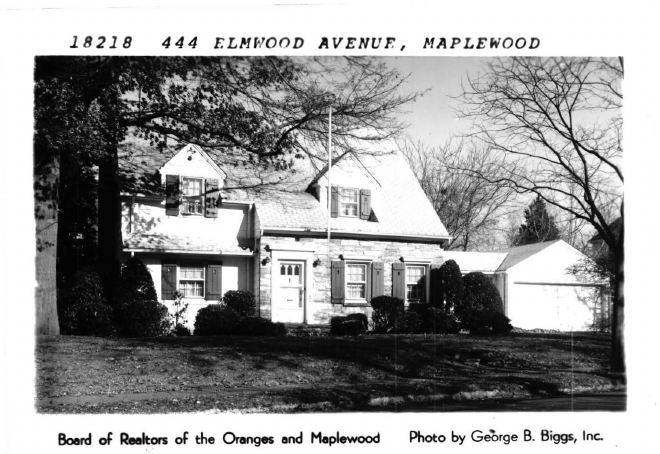 18218 444 ELMWOOD AVENUE, MAPLEWOOD
Board of Realtors of the Oranges and Maplewood Photo by George B. Biggs, Inc.